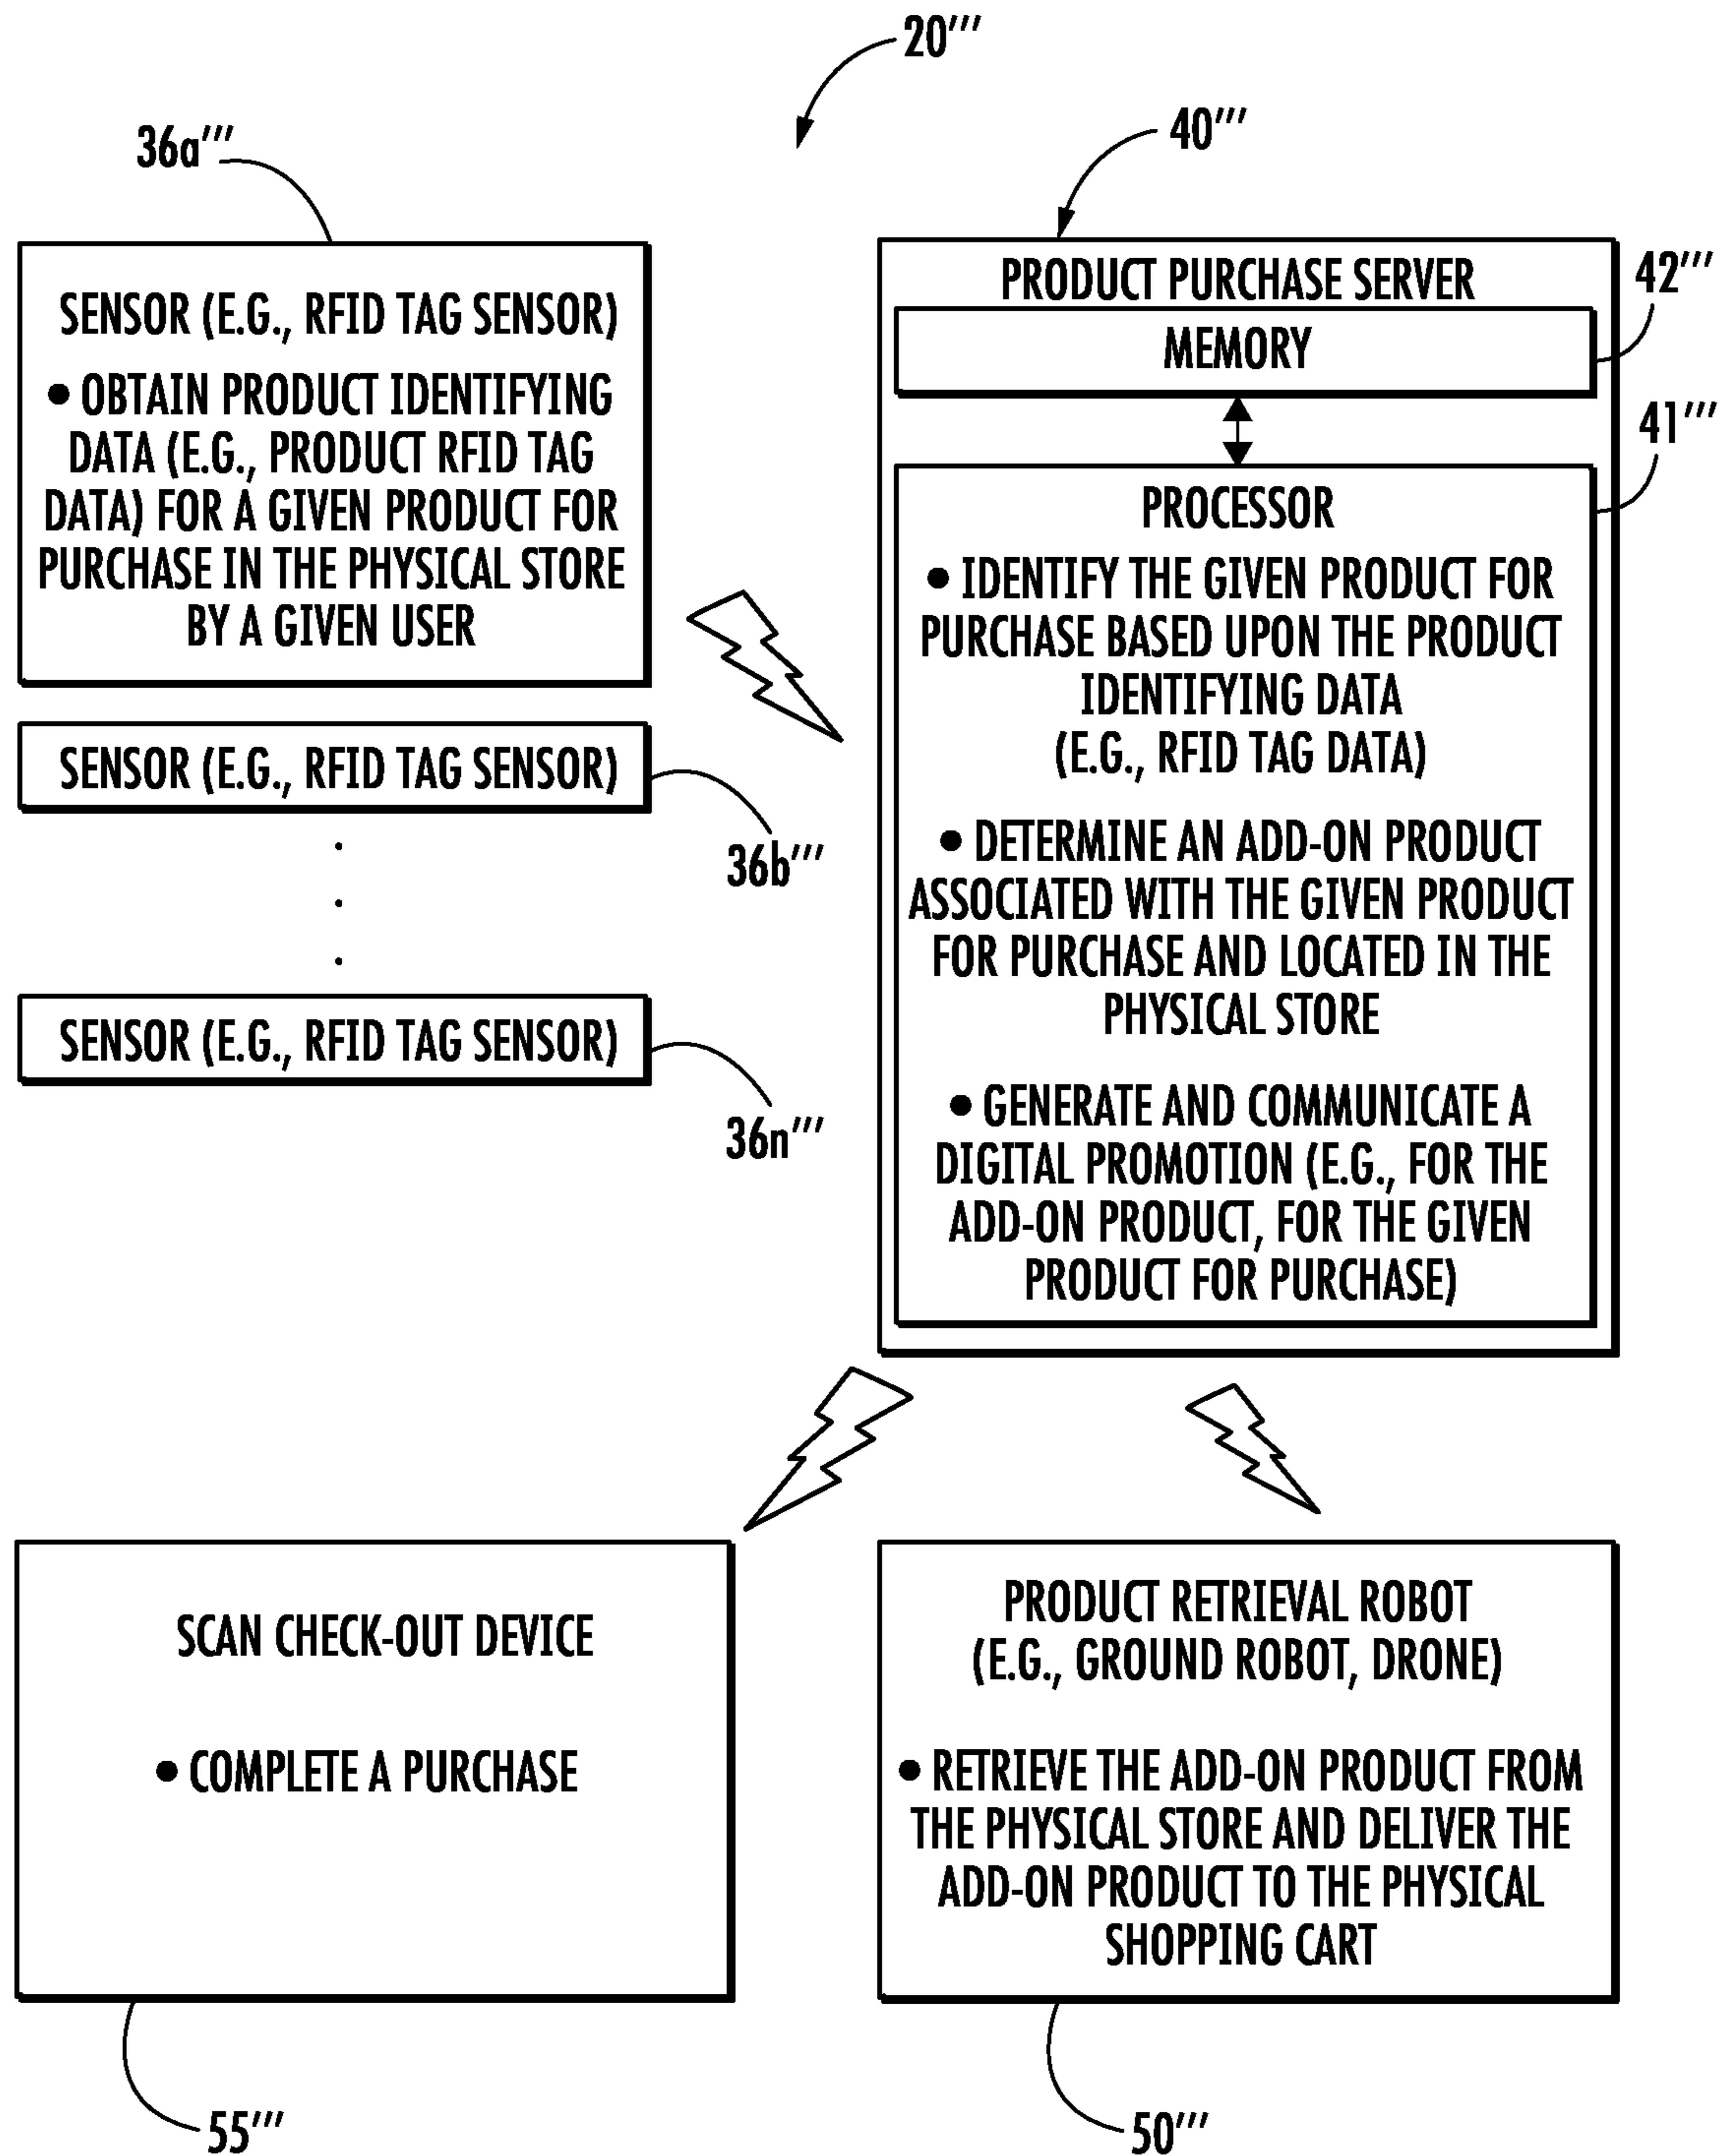 20‴
36a‴
40‴
SENSOR (E.G., RFID TAG SENSOR)
• OBTAIN PRODUCT IDENTIFYING
DATA (E.G., PRODUCT RFID TAG
DATA) FOR A GIVEN PRODUCT FOR
PURCHASE IN THE PHYSICAL STORE
BY A GIVEN USER
SENSOR (E.G., RFID TAG SENSOR)
36b‴
SENSOR (E.G., RFID TAG SENSOR)
36n‴
PRODUCT PURCHASE SERVER
42‴
MEMORY
41‴
PROCESSOR
• IDENTIFY THE GIVEN PRODUCT FOR
PURCHASE BASED UPON THE PRODUCT
IDENTIFYING DATA
(E.G., RFID TAG DATA)
• DETERMINE AN ADD-ON PRODUCT
ASSOCIATED WITH THE GIVEN PRODUCT
FOR PURCHASE AND LOCATED IN THE
PHYSICAL STORE
• GENERATE AND COMMUNICATE A
DIGITAL PROMOTION (E.G., FOR THE
ADD-ON PRODUCT, FOR THE GIVEN
PRODUCT FOR PURCHASE)
SCAN CHECK-OUT DEVICE
• COMPLETE A PURCHASE
55‴
PRODUCT RETRIEVAL ROBOT
(E.G., GROUND ROBOT, DRONE)
• RETRIEVE THE ADD-ON PRODUCT FROM
THE PHYSICAL STORE AND DELIVER THE
ADD-ON PRODUCT TO THE PHYSICAL
SHOPPING CART
50‴